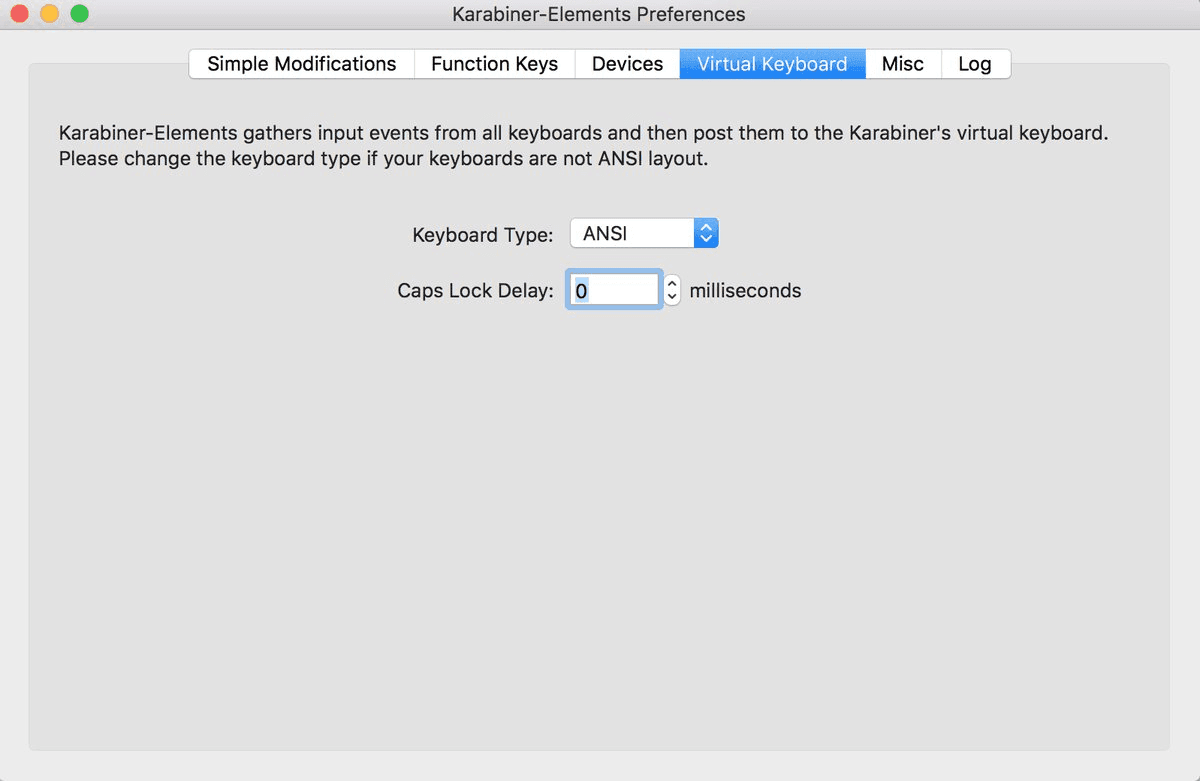 Karabiner-Elements Preferences
Simple Modifications Function Keys Devices Virtual Keyboard Misc Log
Karabiner-Elements gathers input events from all keyboards and then post them to the Karabiner's virtual keyboard.
Please change the keyboard type if your keyboards are not ANSI layout.
Keyboard Type: ANSI
Caps Lock Delay: 0 milliseconds